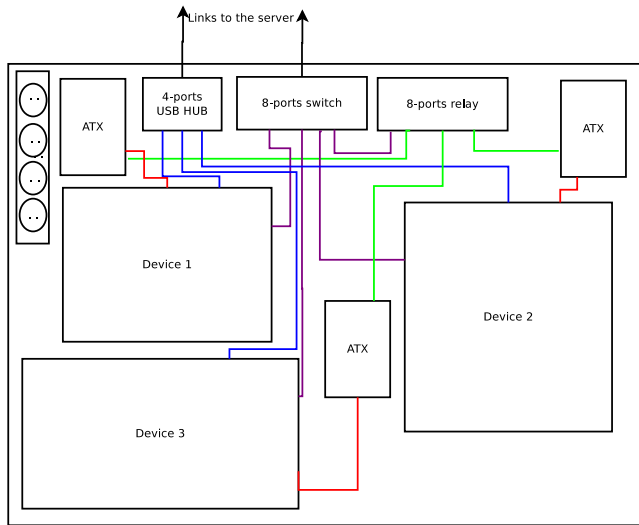 Links to the server
ATX
4-ports
USB HUB
8-ports switch
8-ports relay
ATX
Device 1
Device 2
ATX
Device 3